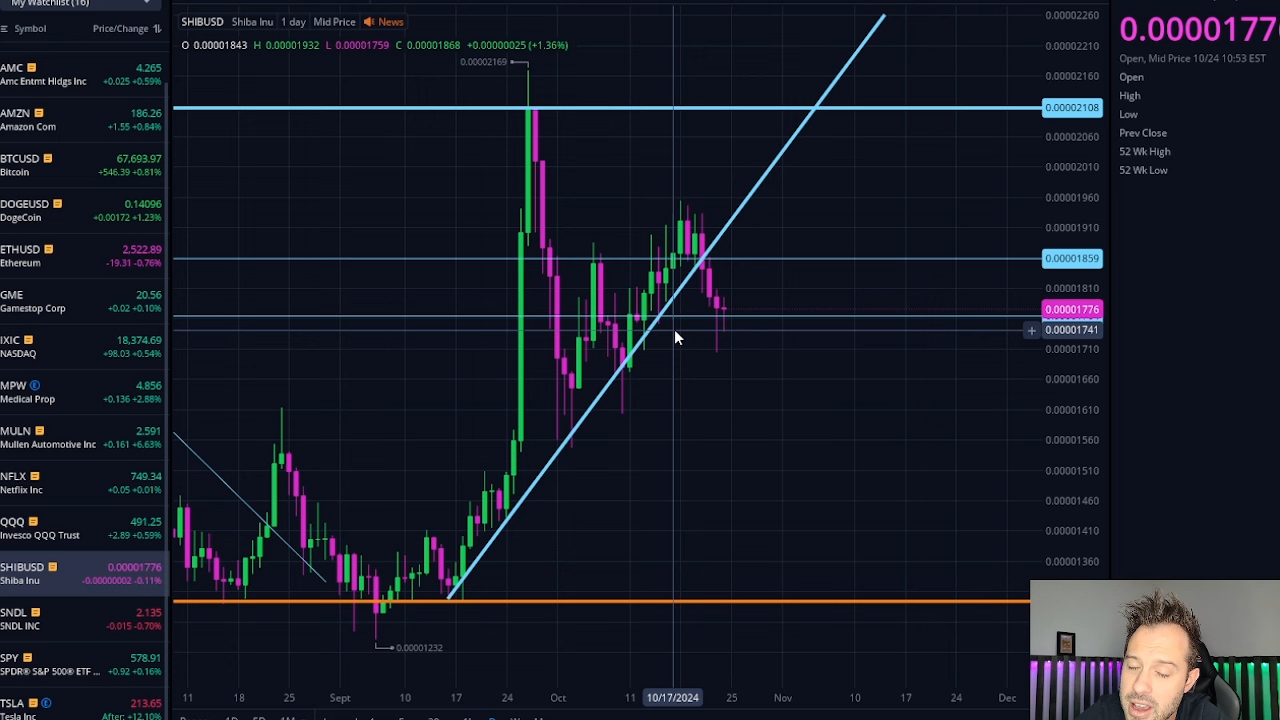 My Watchlist (16)
Symbol Price/Change
AMC 4.265
Amc Entmt Hldgs Inc +0.025 +0.59%
AMZN 186.26
Amazon Com +1.55 +0.84%
BTCUSD 67,693.97
Bitcoin +546.39 +0.81%
DOGEUSD 0.14096
DogeCoin +0.00172 +1.23%
ETHUSD 2,522.89
Ethereum -19.31 -0.76%
GME 20.56
Gamestop Corp +0.02 +0.10%
IXIC 18,374.69
NASDAQ +98.03 +0.54%
MPW 4.856
Medical Prop +0.136 +2.88%
MULN 2.591
Mullen Automotive Inc +0.161 +6.63%
NFLX 749.34
Netflix Inc +0.05 +0.01%
QQQ 491.25
Invesco QQQ Trust +2.89 +0.59%
SHIBUSD 0.00001776
Shiba Inu -0.00000002 -0.11%
SNDL 2.135
SNDL INC -0.015 -0.70%
SPY 578.91
SPDR® S&P 500® ETF ... +0.92 +0.16%
TSLA 213.65
Tesla Inc After: +12.10%
SHIBUSD Shiba Inu 1 day Mid Price News
O 0.00001843 H 0.00001932 L 0.00001759 C 0.00001868 +0.00000025 (+1.36%)
0.00002169
0.00001232
0.00002260
0.00002210
0.00002160
0.00002108
0.00002060
0.00002010
0.00001960
0.00001910
0.00001859
0.00001810
0.00001776
0.00001741
0.00001710
0.00001660
0.00001610
0.00001560
0.00001510
0.00001460
0.00001410
0.00001360
11 18 25 Sept 10 17 24 Oct 11 10/17/2024 25 Nov 10 17 24 Dec
0.00001776
Open, Mid Price 10/24 10:53 EST
Open
High
Low
Prev Close
52 Wk High
52 Wk Low